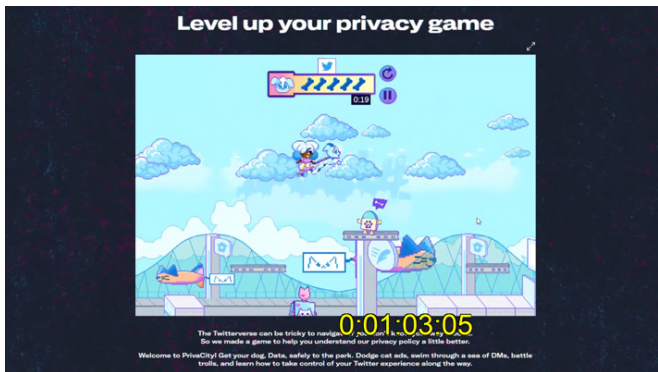 Level up your privacy game
0:19
0:01:03:05
The Twitterverse can be tricky to navigate
So we made a game to help you understand our privacy policy a little better.
Welcome to PrivaCity! Get your dog, Data, safely to the park. Dodge cat ads, swim through a sea of DMs, battle
trolls, and learn how to take control of your Twitter experience along the way.